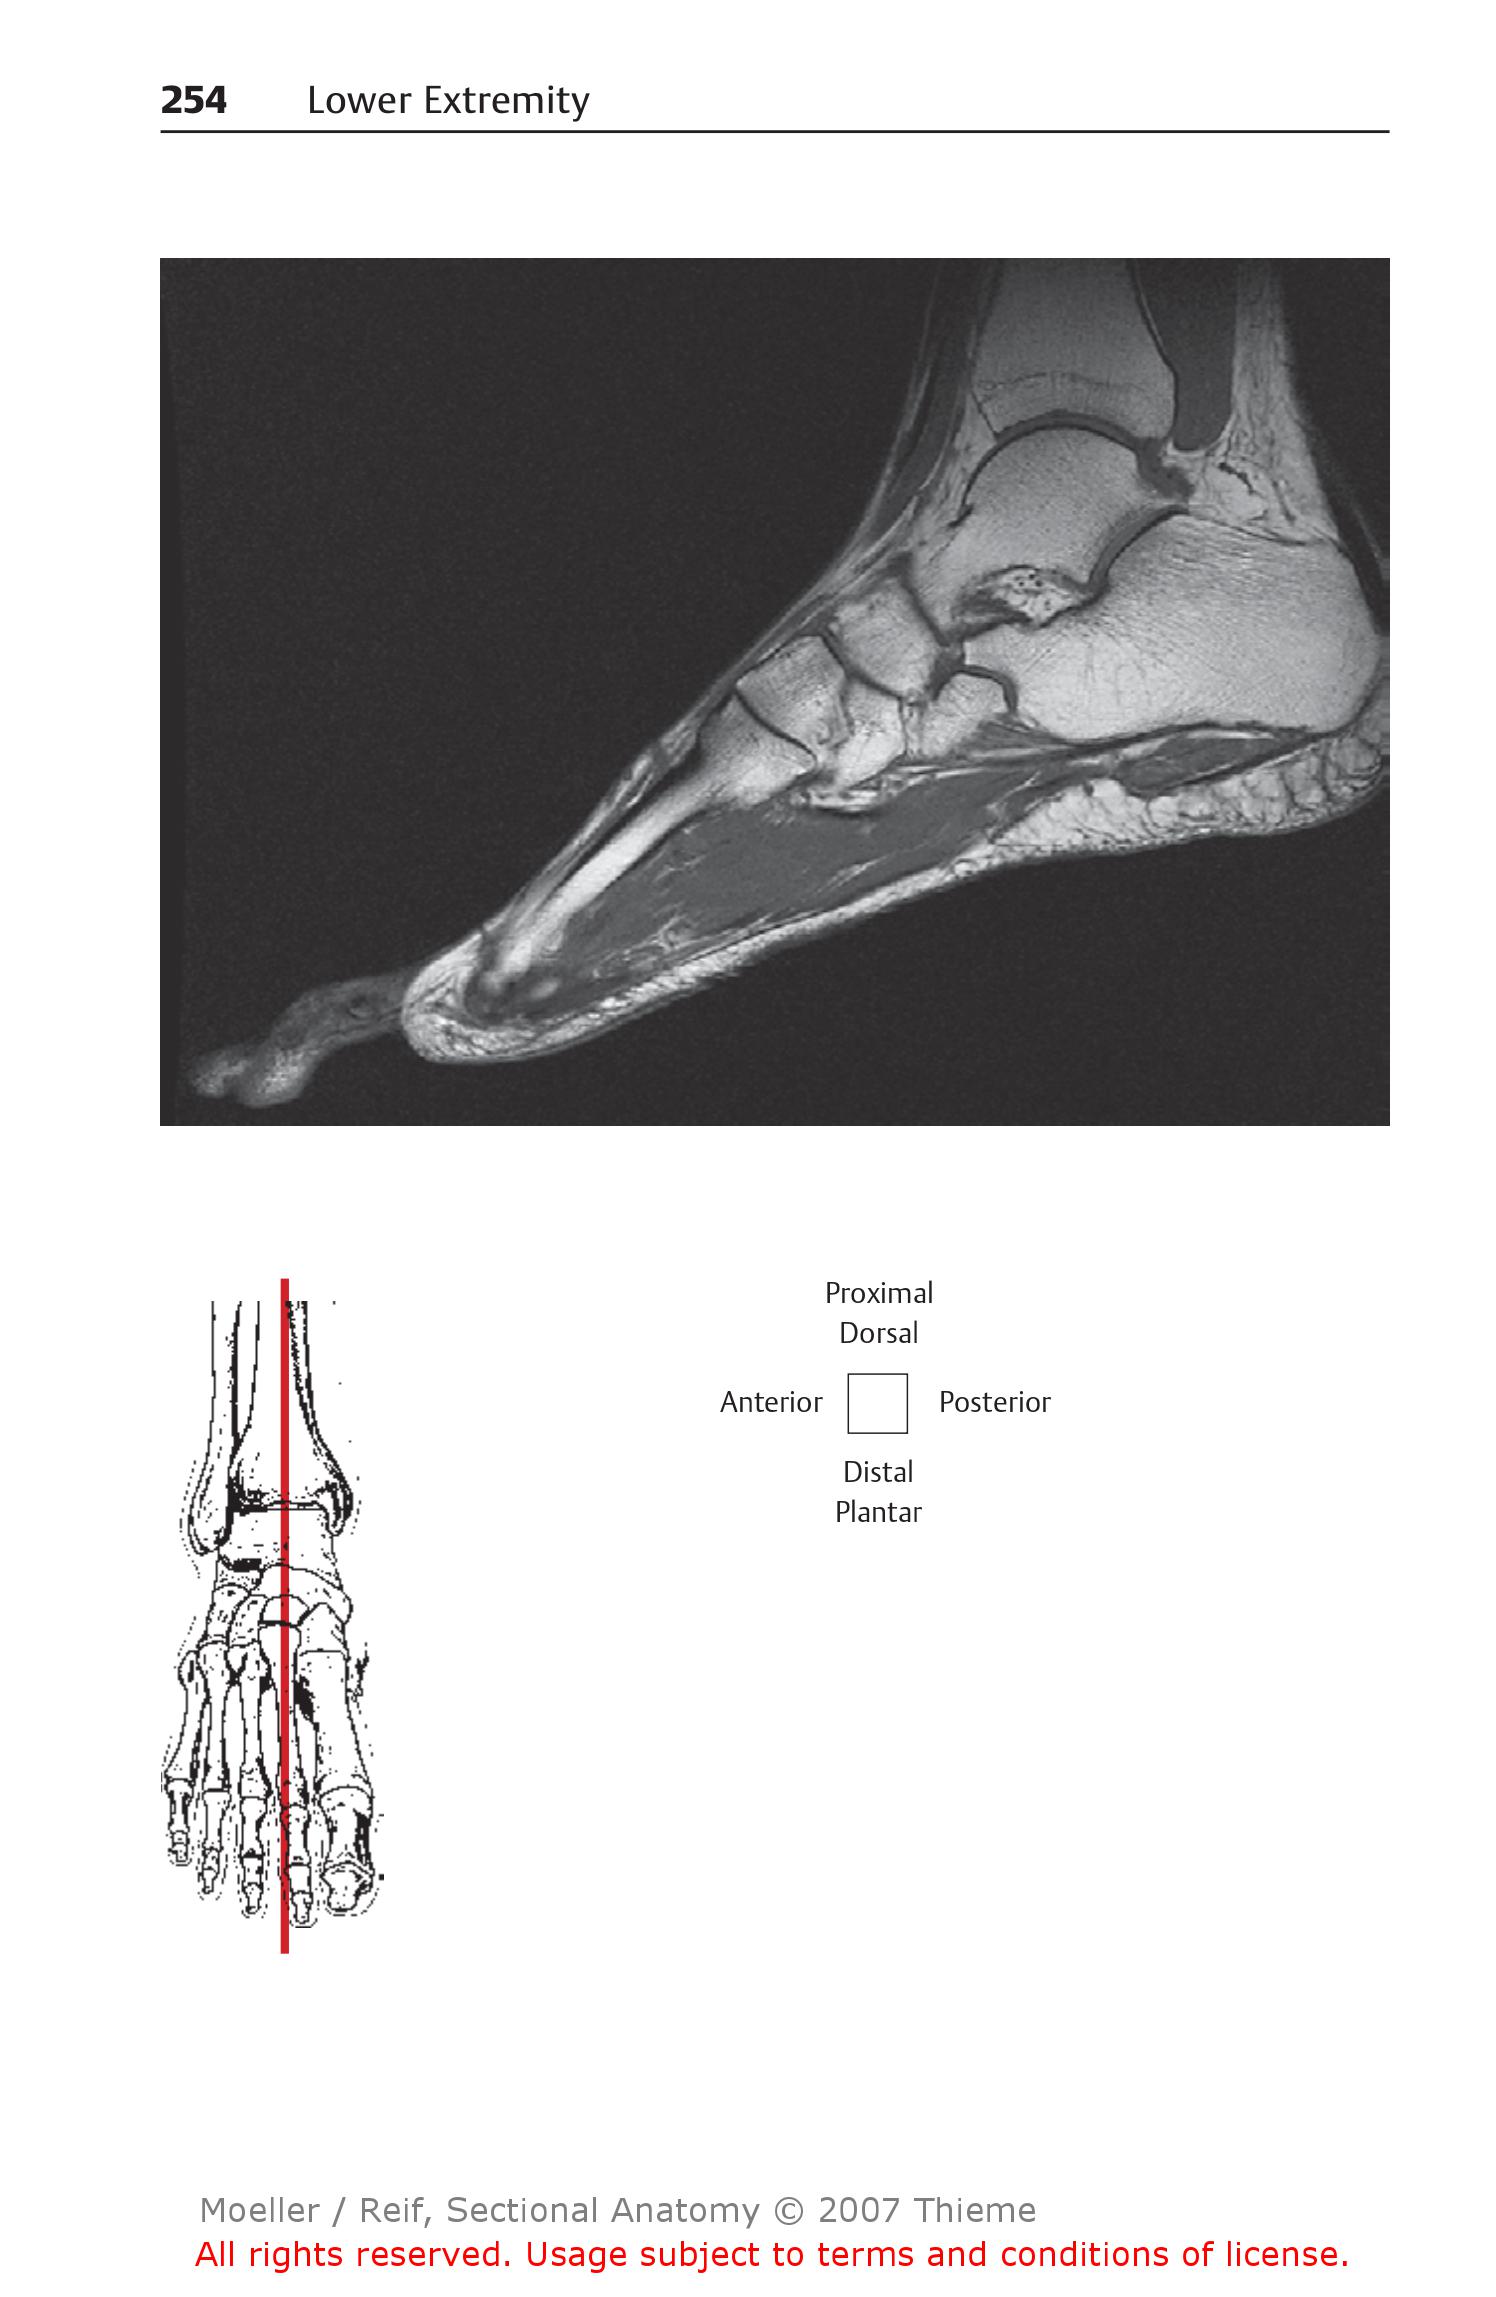 254 Lower Extremity
Proximal
Dorsal
Anterior Posterior
Distal
Plantar
Moeller / Reif, Sectional Anatomy © 2007 Thieme
All rights reserved. Usage subject to terms and conditions of license.